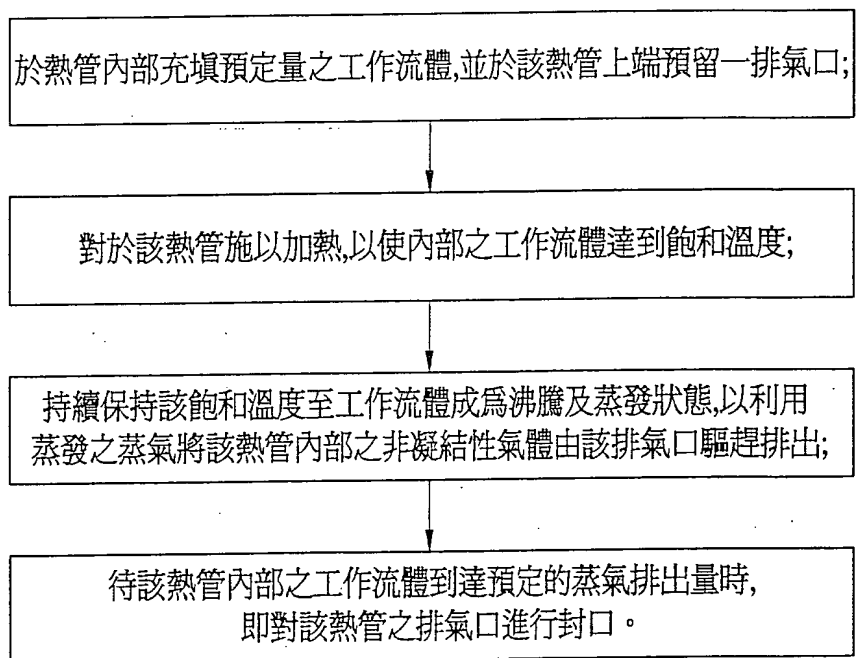 於熱管內部充填預定量之工作流體,並於該熱管上端預留一排氣口;
對於該熱管施以加熱,以使內部之工作流體達到飽和溫度;
持續保持該飽和溫度至工作流體成為沸騰及蒸發狀態,以利用
蒸發之蒸氣將該熱管內部之非凝結性氣體由該排氣口驅趕排出;
待該熱管內部之工作流體到達預定的蒸氣排出量時,
即對該熱管之排氣口進行封口。